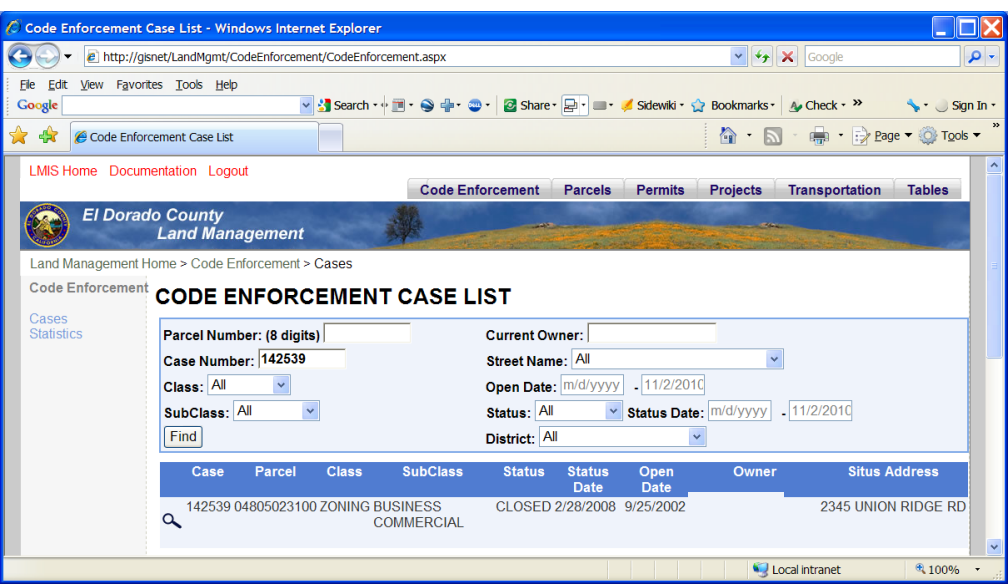 Code Enforcement Case List - Windows Internet Explorer
http://gisnet/LandMgmt/CodeEnforcement/CodeEnforcement.aspx Google
File Edit View Favorites Tools Help
Google Search Share Sidewiki Bookmarks Check » Sign In
Code Enforcement Case List Page Tools »
LMIS Home Documentation Logout
Code Enforcement Parcels Permits Projects Transportation Tables
El Dorado County
Land Management
Land Management Home > Code Enforcement > Cases
Code Enforcement
Cases
Statistics
CODE ENFORCEMENT CASE LIST
Parcel Number: (8 digits) Current Owner:
Case Number: 142539 Street Name: All
Class: All Open Date: m/d/yyyy - 11/2/2010
SubClass: All Status: All Status Date: m/d/yyyy - 11/2/2010
Find District: All
Case Parcel Class SubClass Status Status Date Open Date Owner Situs Address
142539 04805023100 ZONING BUSINESS COMMERCIAL CLOSED 2/28/2008 9/25/2002 2345 UNION RIDGE RD
Local intranet 100%